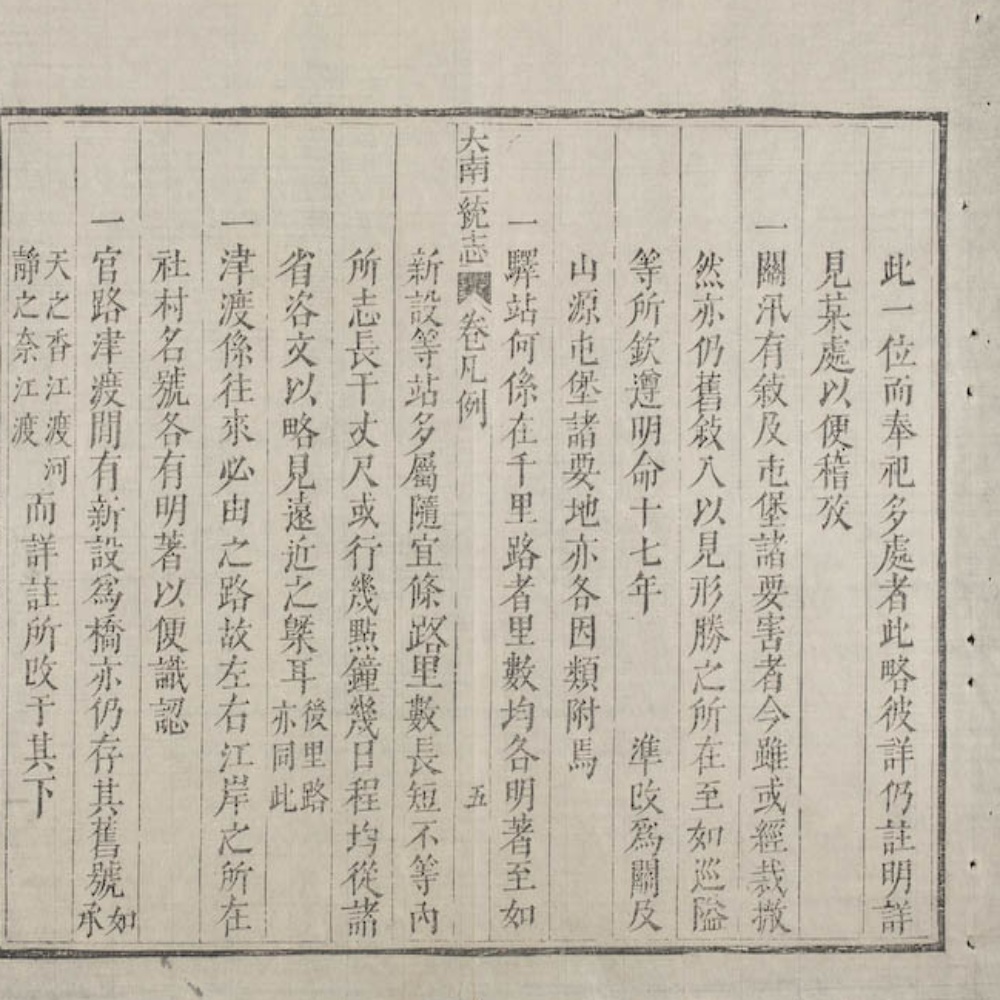 此一位而奉祀多處者此略彼詳仍註明詳
見某處以便稽攷
一關汛有敍及屯堡諸要害者今雖或經裁撤
然亦仍舊敍入以見形勝之所在至如巡隘
等所欽遵明命十七年 準改爲關及
山源屯堡諸要地亦各因類附焉
一驛站何係在千里路者里數均各明著至如
大南一統志 卷凡例 五
新設等站多屬隨宜條路里數長短不等內
所志長干丈尺或行幾點鐘幾日程均從諸
省咨文以略見遠近之槩耳後里路亦同此
一津渡係往來必由之路故左右江岸之所在
社村名號各有明著以便識認
一官路津渡間有新設爲橋亦仍存其舊號如承
天之香江渡河靜之奈江渡而詳註所改于其下